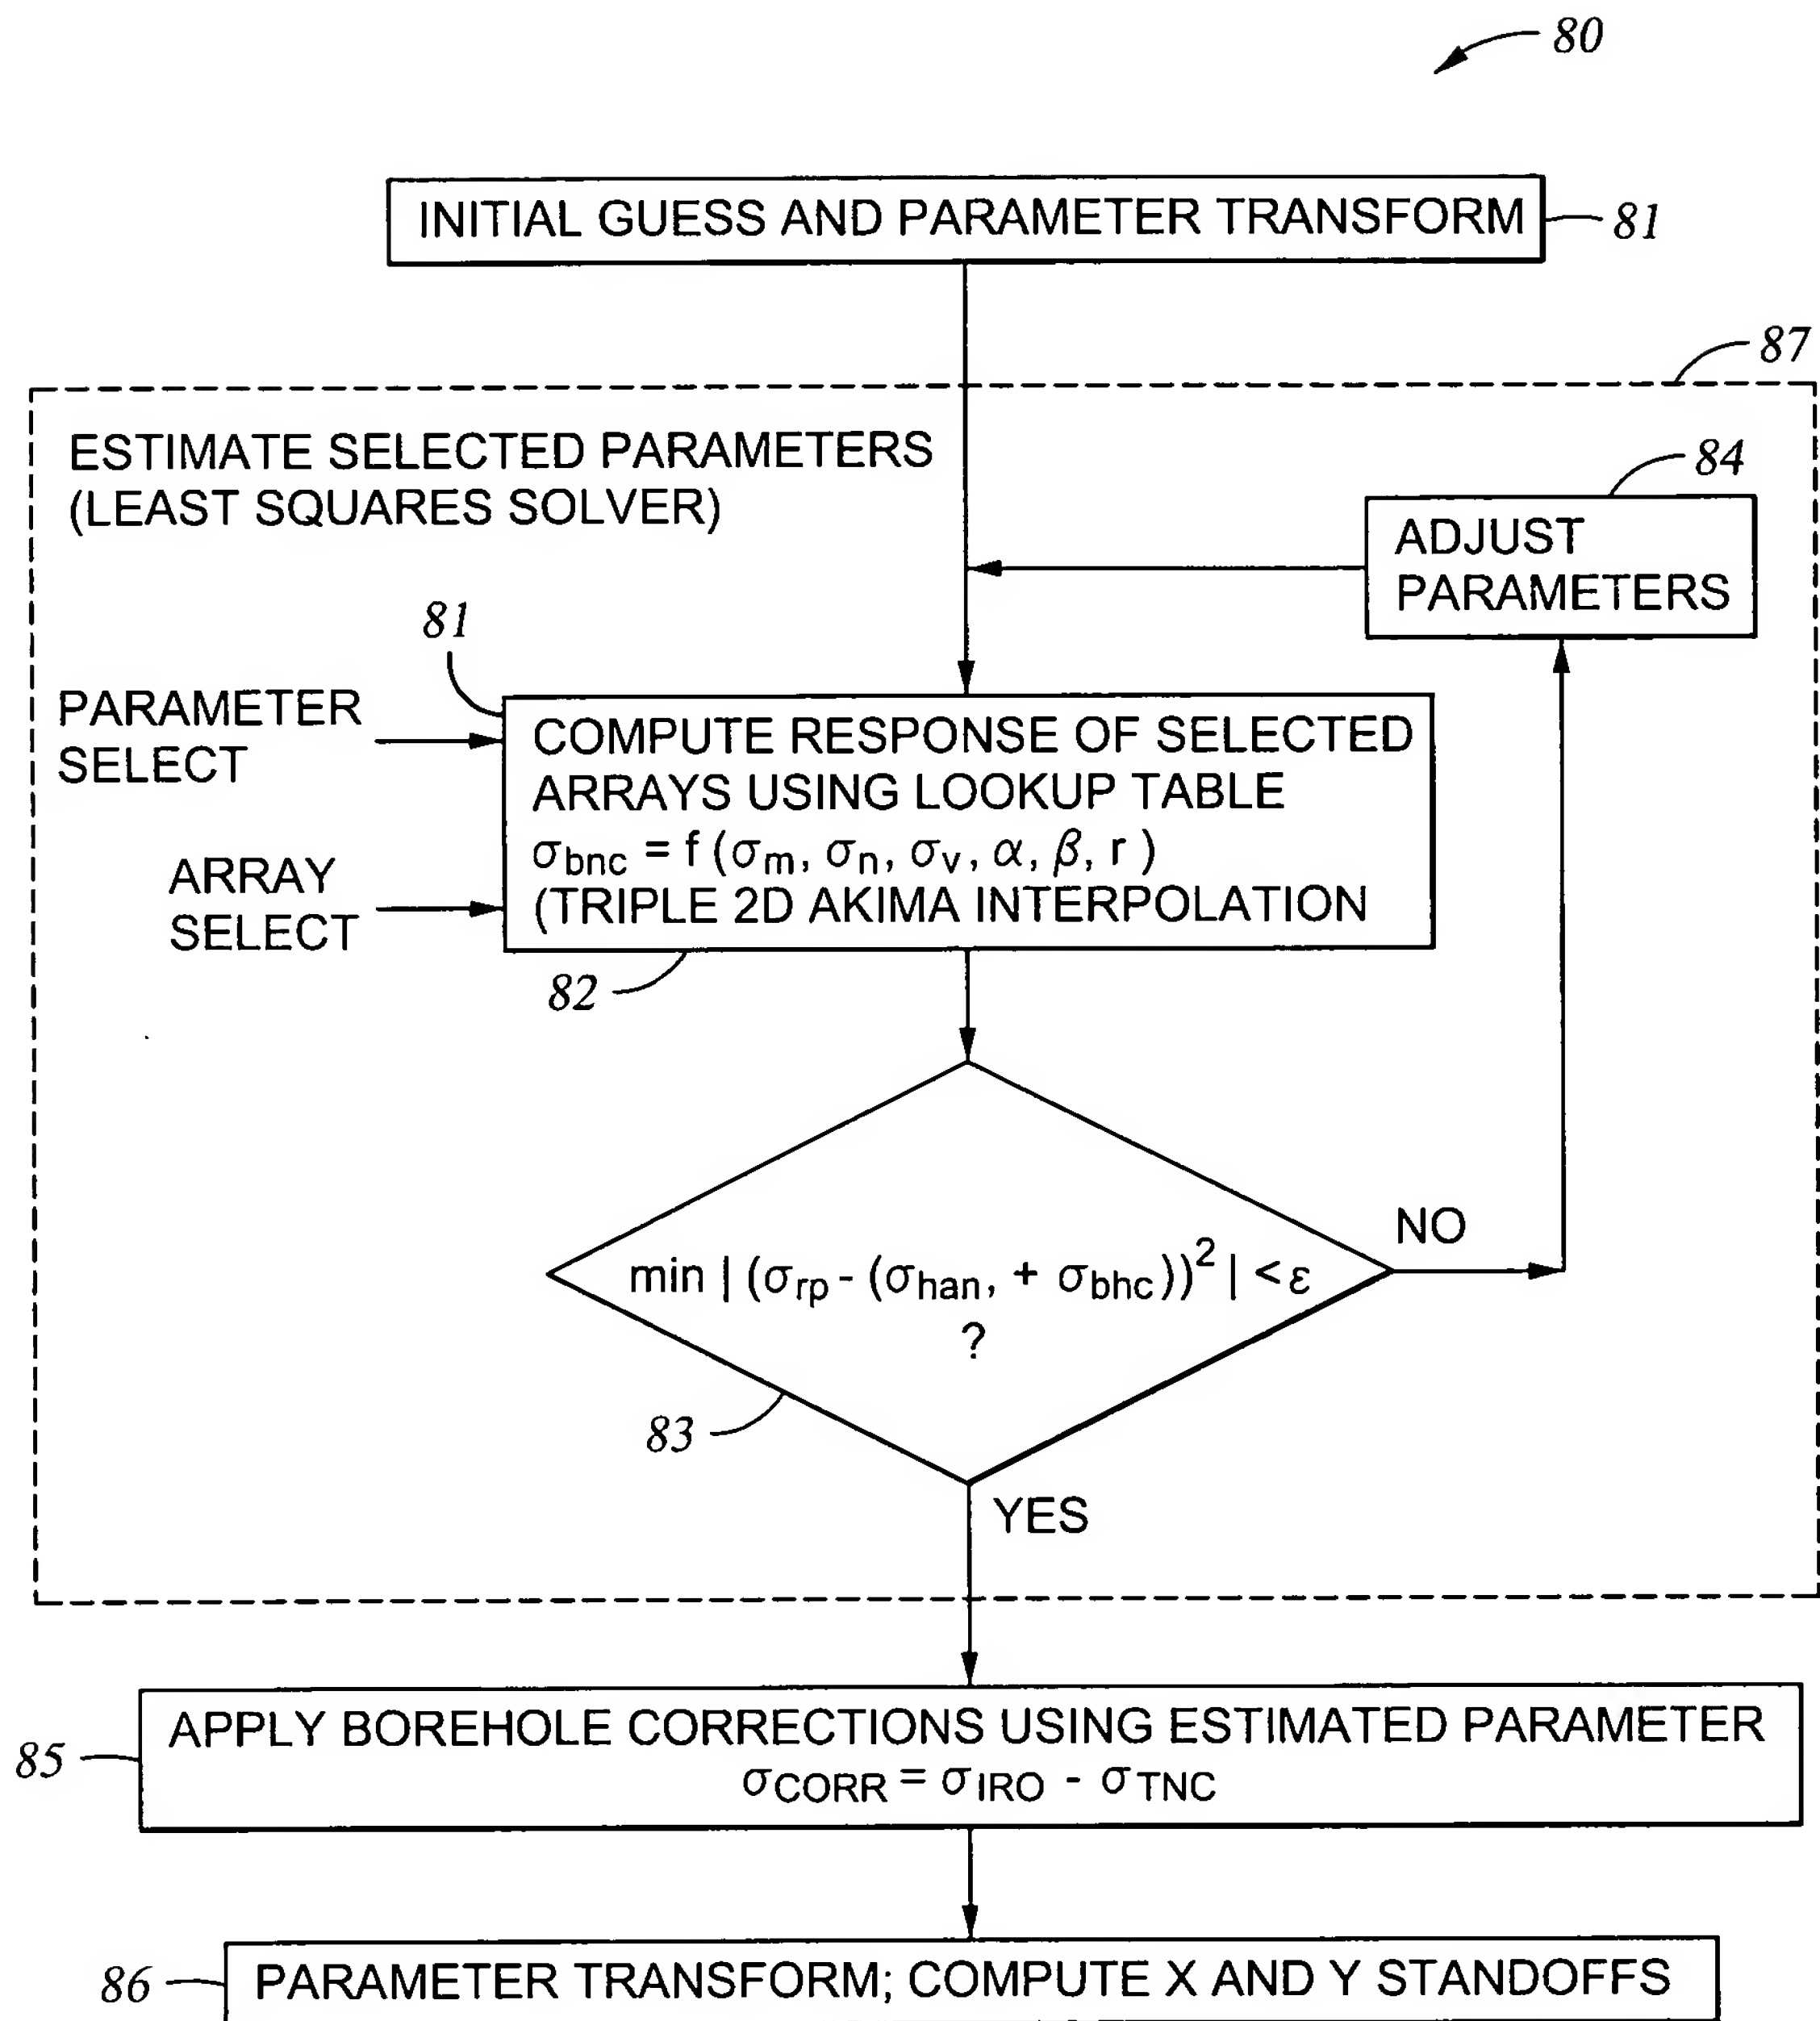 80
INITIAL GUESS AND PARAMETER TRANSFORM
81
87
ESTIMATE SELECTED PARAMETERS
(LEAST SQUARES SOLVER)
84
ADJUST
PARAMETERS
81
PARAMETER
SELECT
ARRAY
SELECT
COMPUTE RESPONSE OF SELECTED
ARRAYS USING LOOKUP TABLE
σbnc = f (σm, σn, σv, α, β, r )
(TRIPLE 2D AKIMA INTERPOLATION
82
NO
min | (σrp - (σhan, + σbhc))² | < ε
?
83
YES
85
APPLY BOREHOLE CORRECTIONS USING ESTIMATED PARAMETER
σCORR = σIRO - σTNC
86
PARAMETER TRANSFORM; COMPUTE X AND Y STANDOFFS